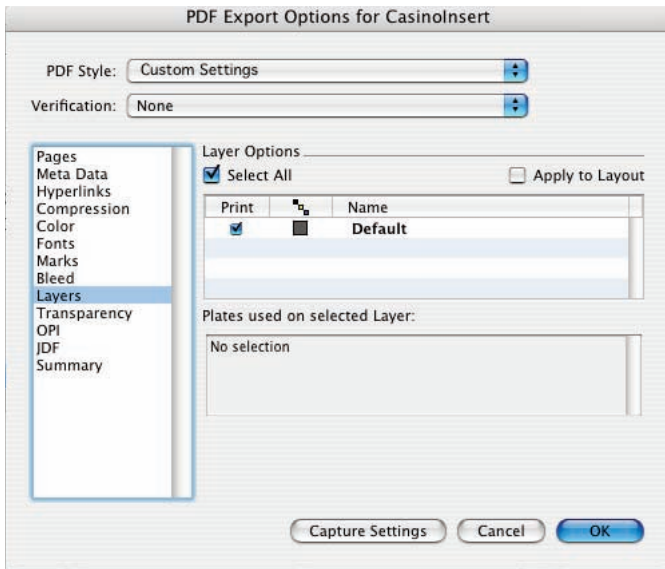 PDF Export Options for CasinoInsert
PDF Style: Custom Settings
Verification: None
Pages
Meta Data
Hyperlinks
Compression
Color
Fonts
Marks
Bleed
Layers
Transparency
OPI
JDF
Summary
Layer Options
Select All
Apply to Layout
Print Name
Default
Plates used on selected Layer:
No selection
Capture Settings Cancel OK